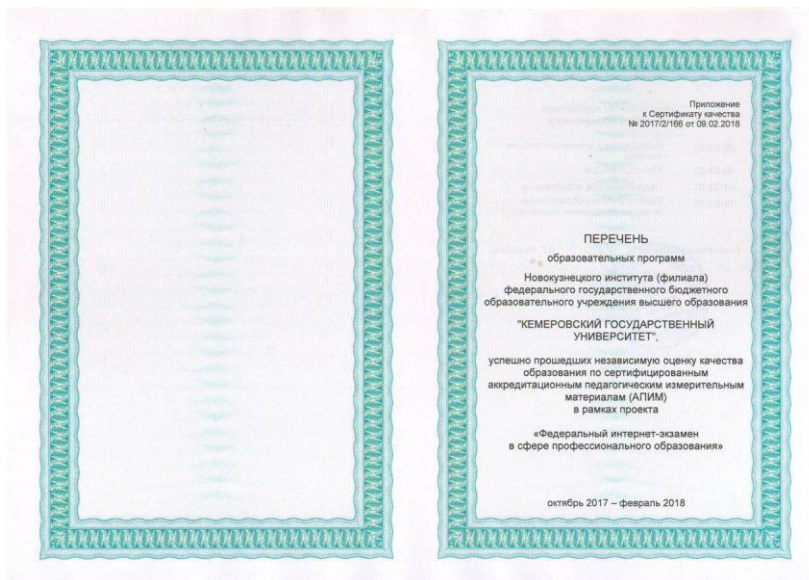 Приложение
к Сертификату качества
№ 2017/2/166 от 09.02.2018
ПЕРЕЧЕНЬ
образовательных программ
Новокузнецкого института (филиала)
федерального государственного бюджетного
образовательного учреждения высшего образования
"КЕМЕРОВСКИЙ ГОСУДАРСТВЕННЫЙ
УНИВЕРСИТЕТ",
успешно прошедших независимую оценку качества
образования по сертифицированным
аккредитационным педагогическим измерительным
материалам (АПИМ)
в рамках проекта
«Федеральный интернет-экзамен
в сфере профессионального образования»
октябрь 2017 – февраль 2018